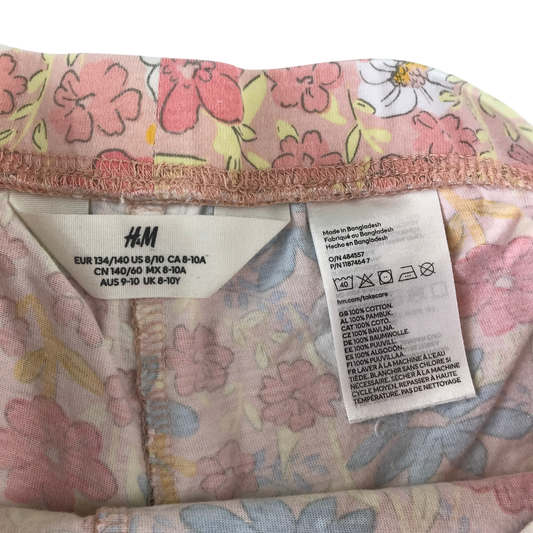 H&M
EUR 134/140 US 8/10 CA 8-10A
CN 140/60 MX 8-10A
AUS 9-10 UK 8-10Y
Made in Bangladesh
Fabriqué au Bangladesh
Hecho en Bangladesh
O/N 484557
P/N 1187464 7
40
hm.com/takecare
GB 100% COTTON.
AL 100% PAMBUK.
CAT 100% COTÓ.
CZ 100% BAVLNA.
DE 100% BAUMWOLLE.
EE 100% PUUVILL.
ES 100% ALGODÓN.
FI 100% PUUVILLAA.
FR LAVER À LA MACHINE À L'EAU
TIÈDE, BLANCHIR SANS CHLORE SI
NÉCESSAIRE, SÉCHER À LA MACHINE
CYCLE MOYEN, REPASSER À HAUTE
TEMPÉRATURE, PAS DE NETTOYAGE